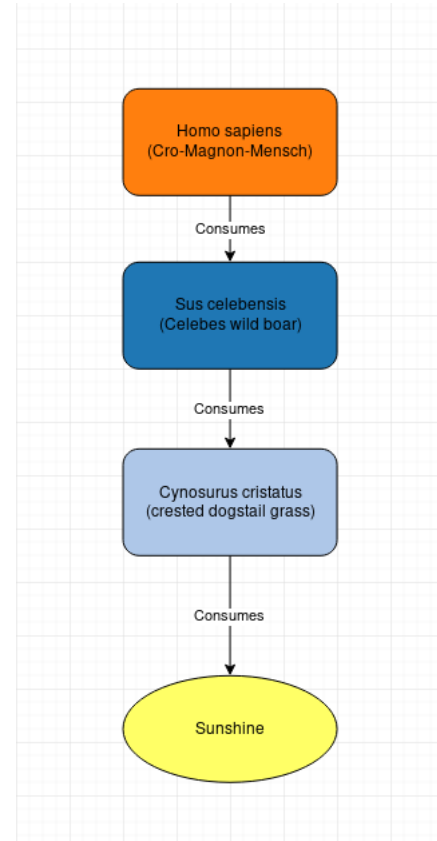 Homo sapiens
(Cro-Magnon-Mensch)
Consumes
Sus celebensis
(Celebes wild boar)
Consumes
Cynosurus cristatus
(crested dogstail grass)
Consumes
Sunshine